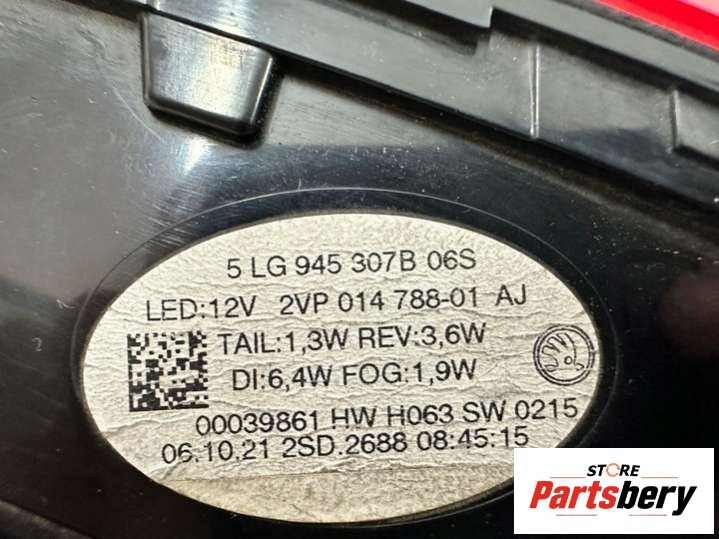 5 LG 945 307B 06S
LED:12V 2VP 014 788-01 AJ
TAIL:1,3W REV:3,6W
DI:6,4W FOG:1,9W
00039861 HW H063 SW 0215
06.10.21 2SD.2688 08:45:15
STORE
Partsbery